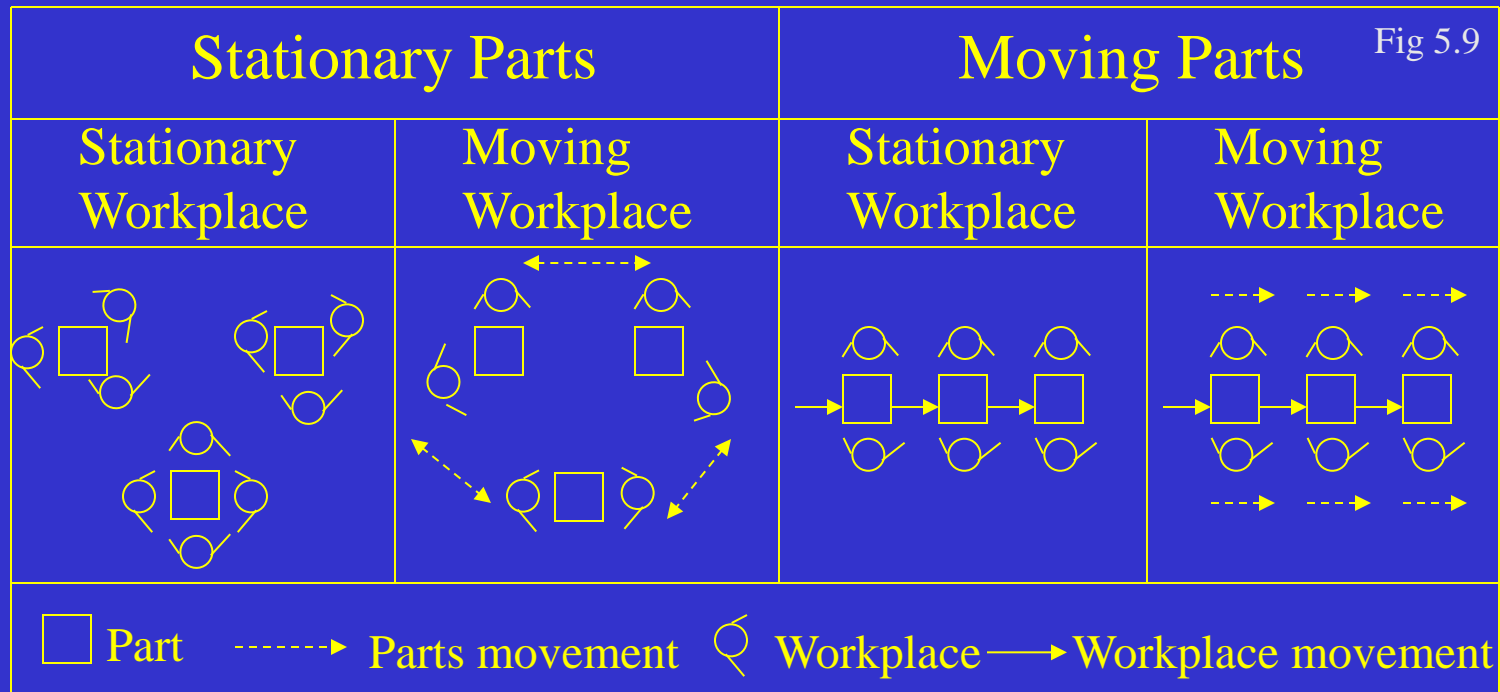 Stationary Parts
Moving Parts
Fig 5.9
Stationary
Workplace
Moving
Workplace
Stationary
Workplace
Moving
Workplace
Part
Parts movement
Workplace
Workplace movement